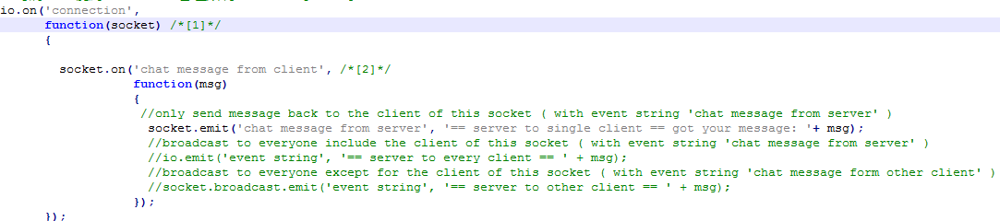 io.on('connection',
function(socket) /*[1]*/
{
socket.on('chat message from client', /*[2]*/
function(msg)
{
//only send message back to the client of this socket ( with event string 'chat message from server' )
socket.emit('chat message from server', '== server to single client == got your message: '+ msg);
//broadcast to everyone include the client of this socket ( with event string 'chat message from server' )
//io.emit('event string', '== server to every client == ' + msg);
//broadcast to everyone except for the client of this socket ( with event string 'chat message form other client' )
//socket.broadcast.emit('event string', '== server to other client == ' + msg);
});
});